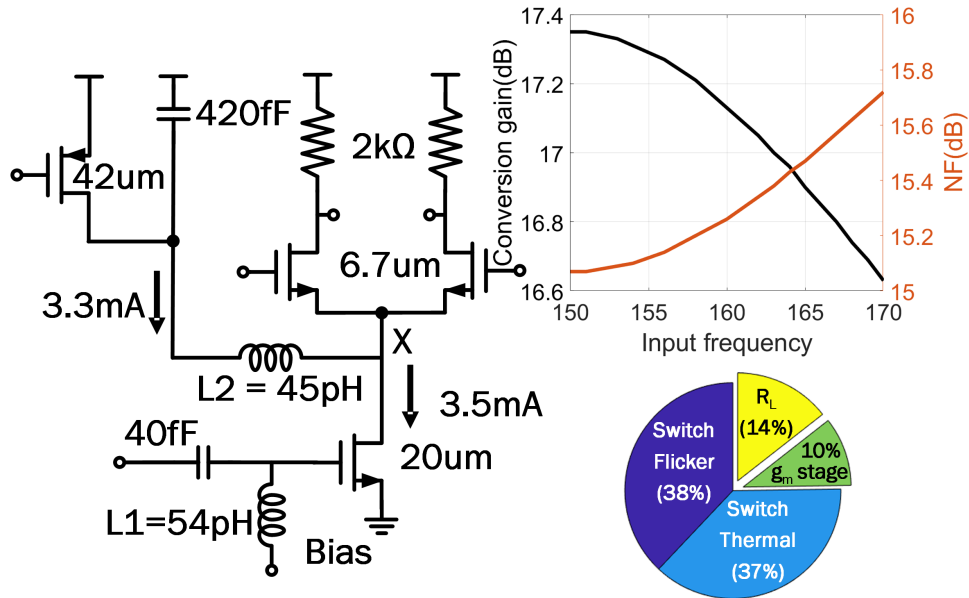 42um
420fF
2kΩ
6.7um
3.3mA
X
L2 = 45pH
3.5mA
40fF
20um
L1=54pH
Bias
Conversion gain(dB)
17.4
17.2
17
16.8
16.6
150
155
160
165
170
Input frequency
16
15.8
15.6
15.4
15.2
15
NF(dB)
R_L
(14%)
10%
g_m stage
Switch
Flicker
(38%)
Switch
Thermal
(37%)